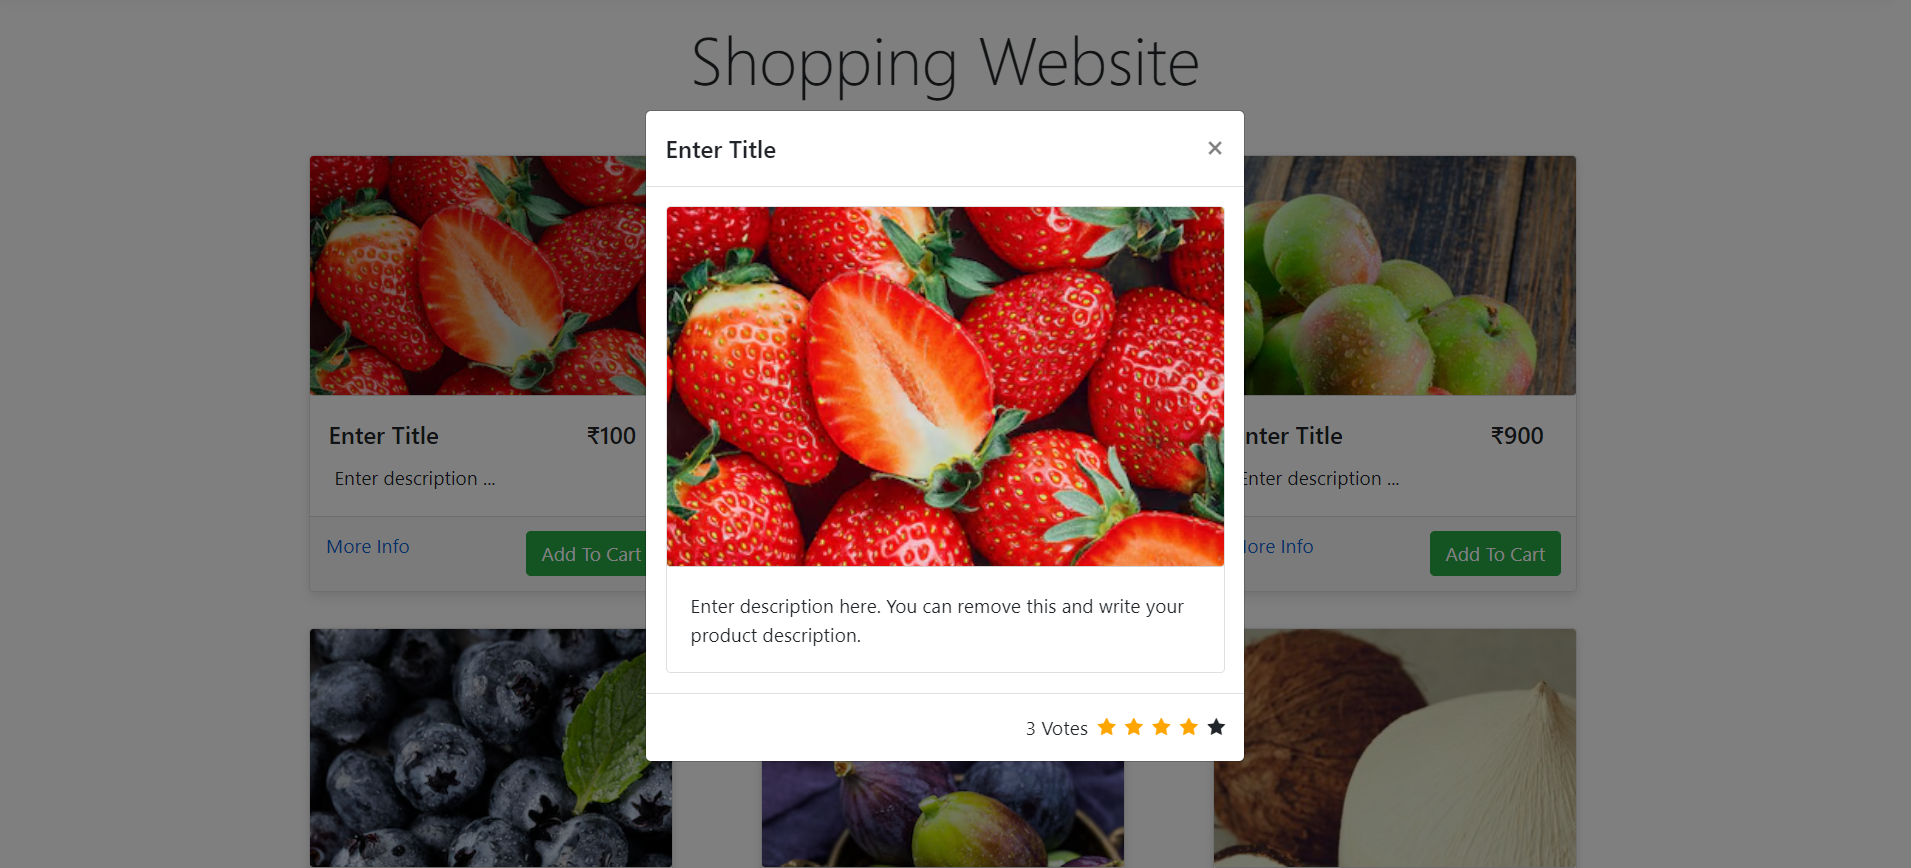 Shopping Website
Enter Title ×
Enter description here. You can remove this and write your
product description.
3 Votes
Enter Title ₹100
Enter description ...
More Info Add To Cart
nter Title ₹900
Enter description ...
ore Info Add To Cart